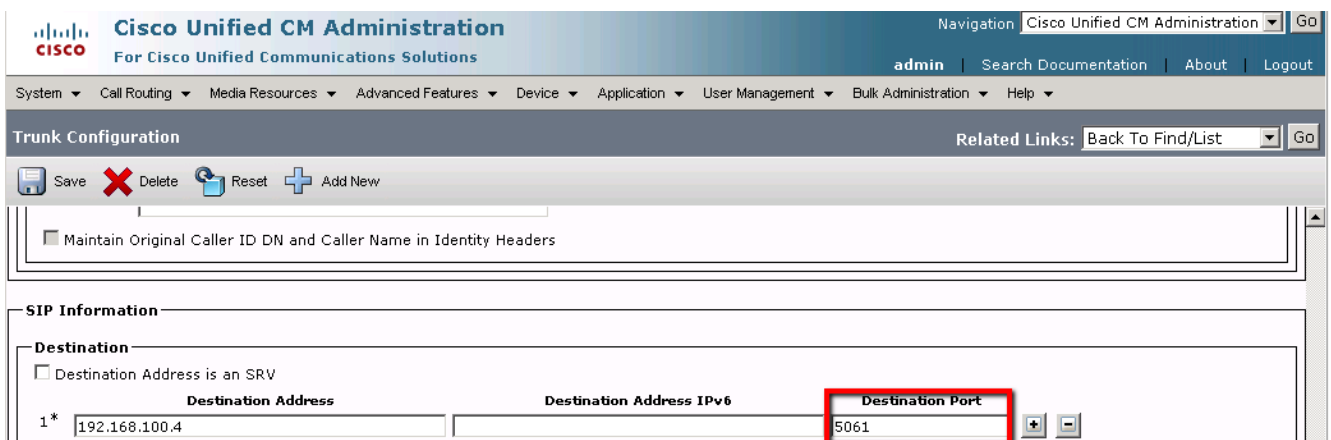 Cisco Unified CM Administration
Navigation Cisco Unified CM Administration Go
CISCO
For Cisco Unified Communications Solutions
admin | Search Documentation | About | Logout
System Call Routing Media Resources Advanced Features Device Application User Management Bulk Administration Help
Trunk Configuration
Related Links: Back To Find/List Go
Save Delete Reset Add New
Maintain Original Caller ID DN and Caller Name in Identity Headers
SIP Information
Destination
Destination Address is an SRV
Destination Address Destination Address IPv6 Destination Port
1* 192.168.100.4 5061